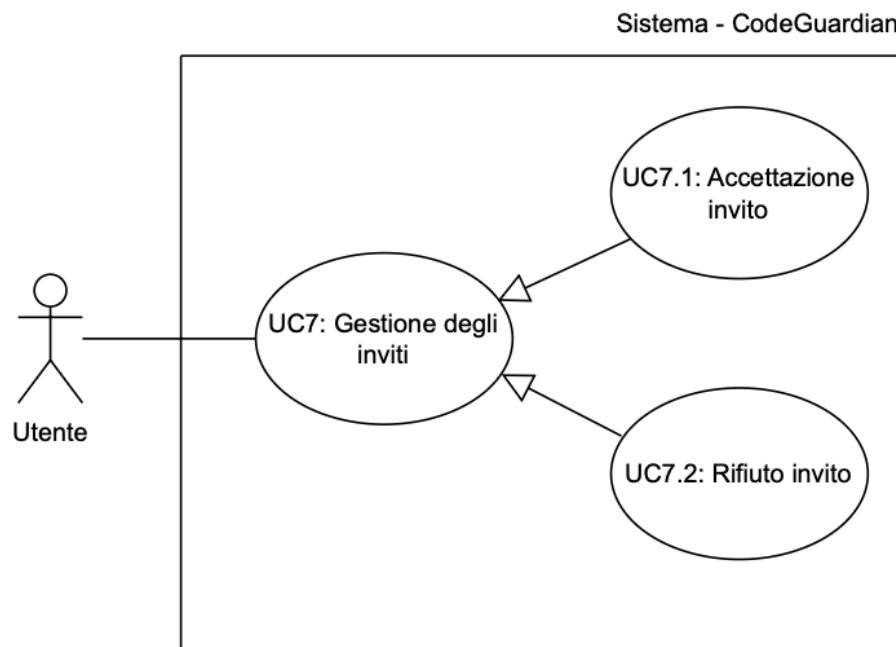 Sistema - CodeGuardian
UC7.1: Accettazione
invito
UC7: Gestione degli
inviti
Utente
UC7.2: Rifiuto invito